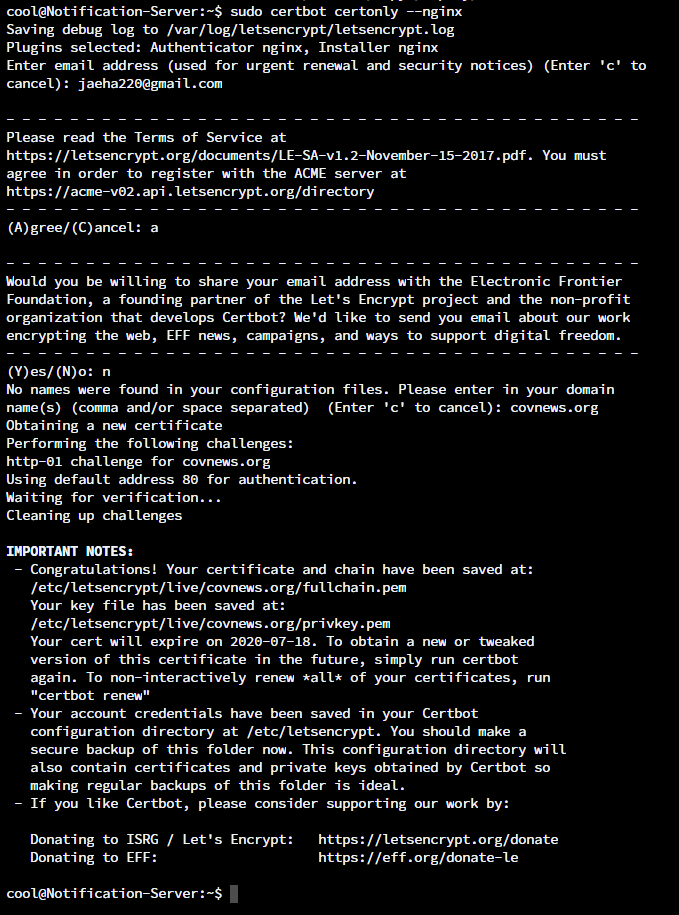 cool@Notification-Server:~$ sudo certbot certonly --nginx
Saving debug log to /var/log/letsencrypt/letsencrypt.log
Plugins selected: Authenticator nginx, Installer nginx
Enter email address (used for urgent renewal and security notices) (Enter 'c' to
cancel): jaeha220@gmail.com
- - - - - - - - - - - - - - - - - - - - - - - - - - - - - - - - - - - - - - - -
Please read the Terms of Service at
https://letsencrypt.org/documents/LE-SA-v1.2-November-15-2017.pdf. You must
agree in order to register with the ACME server at
https://acme-v02.api.letsencrypt.org/directory
- - - - - - - - - - - - - - - - - - - - - - - - - - - - - - - - - - - - - - - -
(A)gree/(C)ancel: a
- - - - - - - - - - - - - - - - - - - - - - - - - - - - - - - - - - - - - - - -
Would you be willing to share your email address with the Electronic Frontier
Foundation, a founding partner of the Let's Encrypt project and the non-profit
organization that develops Certbot? We'd like to send you email about our work
encrypting the web, EFF news, campaigns, and ways to support digital freedom.
- - - - - - - - - - - - - - - - - - - - - - - - - - - - - - - - - - - - - - - -
(Y)es/(N)o: n
No names were found in your configuration files. Please enter in your domain
name(s) (comma and/or space separated)  (Enter 'c' to cancel): covnews.org
Obtaining a new certificate
Performing the following challenges:
http-01 challenge for covnews.org
Using default address 80 for authentication.
Waiting for verification...
Cleaning up challenges
IMPORTANT NOTES:
 - Congratulations! Your certificate and chain have been saved at:
   /etc/letsencrypt/live/covnews.org/fullchain.pem
   Your key file has been saved at:
   /etc/letsencrypt/live/covnews.org/privkey.pem
   Your cert will expire on 2020-07-18. To obtain a new or tweaked
   version of this certificate in the future, simply run certbot
   again. To non-interactively renew *all* of your certificates, run
   "certbot renew"
 - Your account credentials have been saved in your Certbot
   configuration directory at /etc/letsencrypt. You should make a
   secure backup of this folder now. This configuration directory will
   also contain certificates and private keys obtained by Certbot so
   making regular backups of this folder is ideal.
 - If you like Certbot, please consider supporting our work by:
   Donating to ISRG / Let's Encrypt:   https://letsencrypt.org/donate
   Donating to EFF:                    https://eff.org/donate-le
cool@Notification-Server:~$